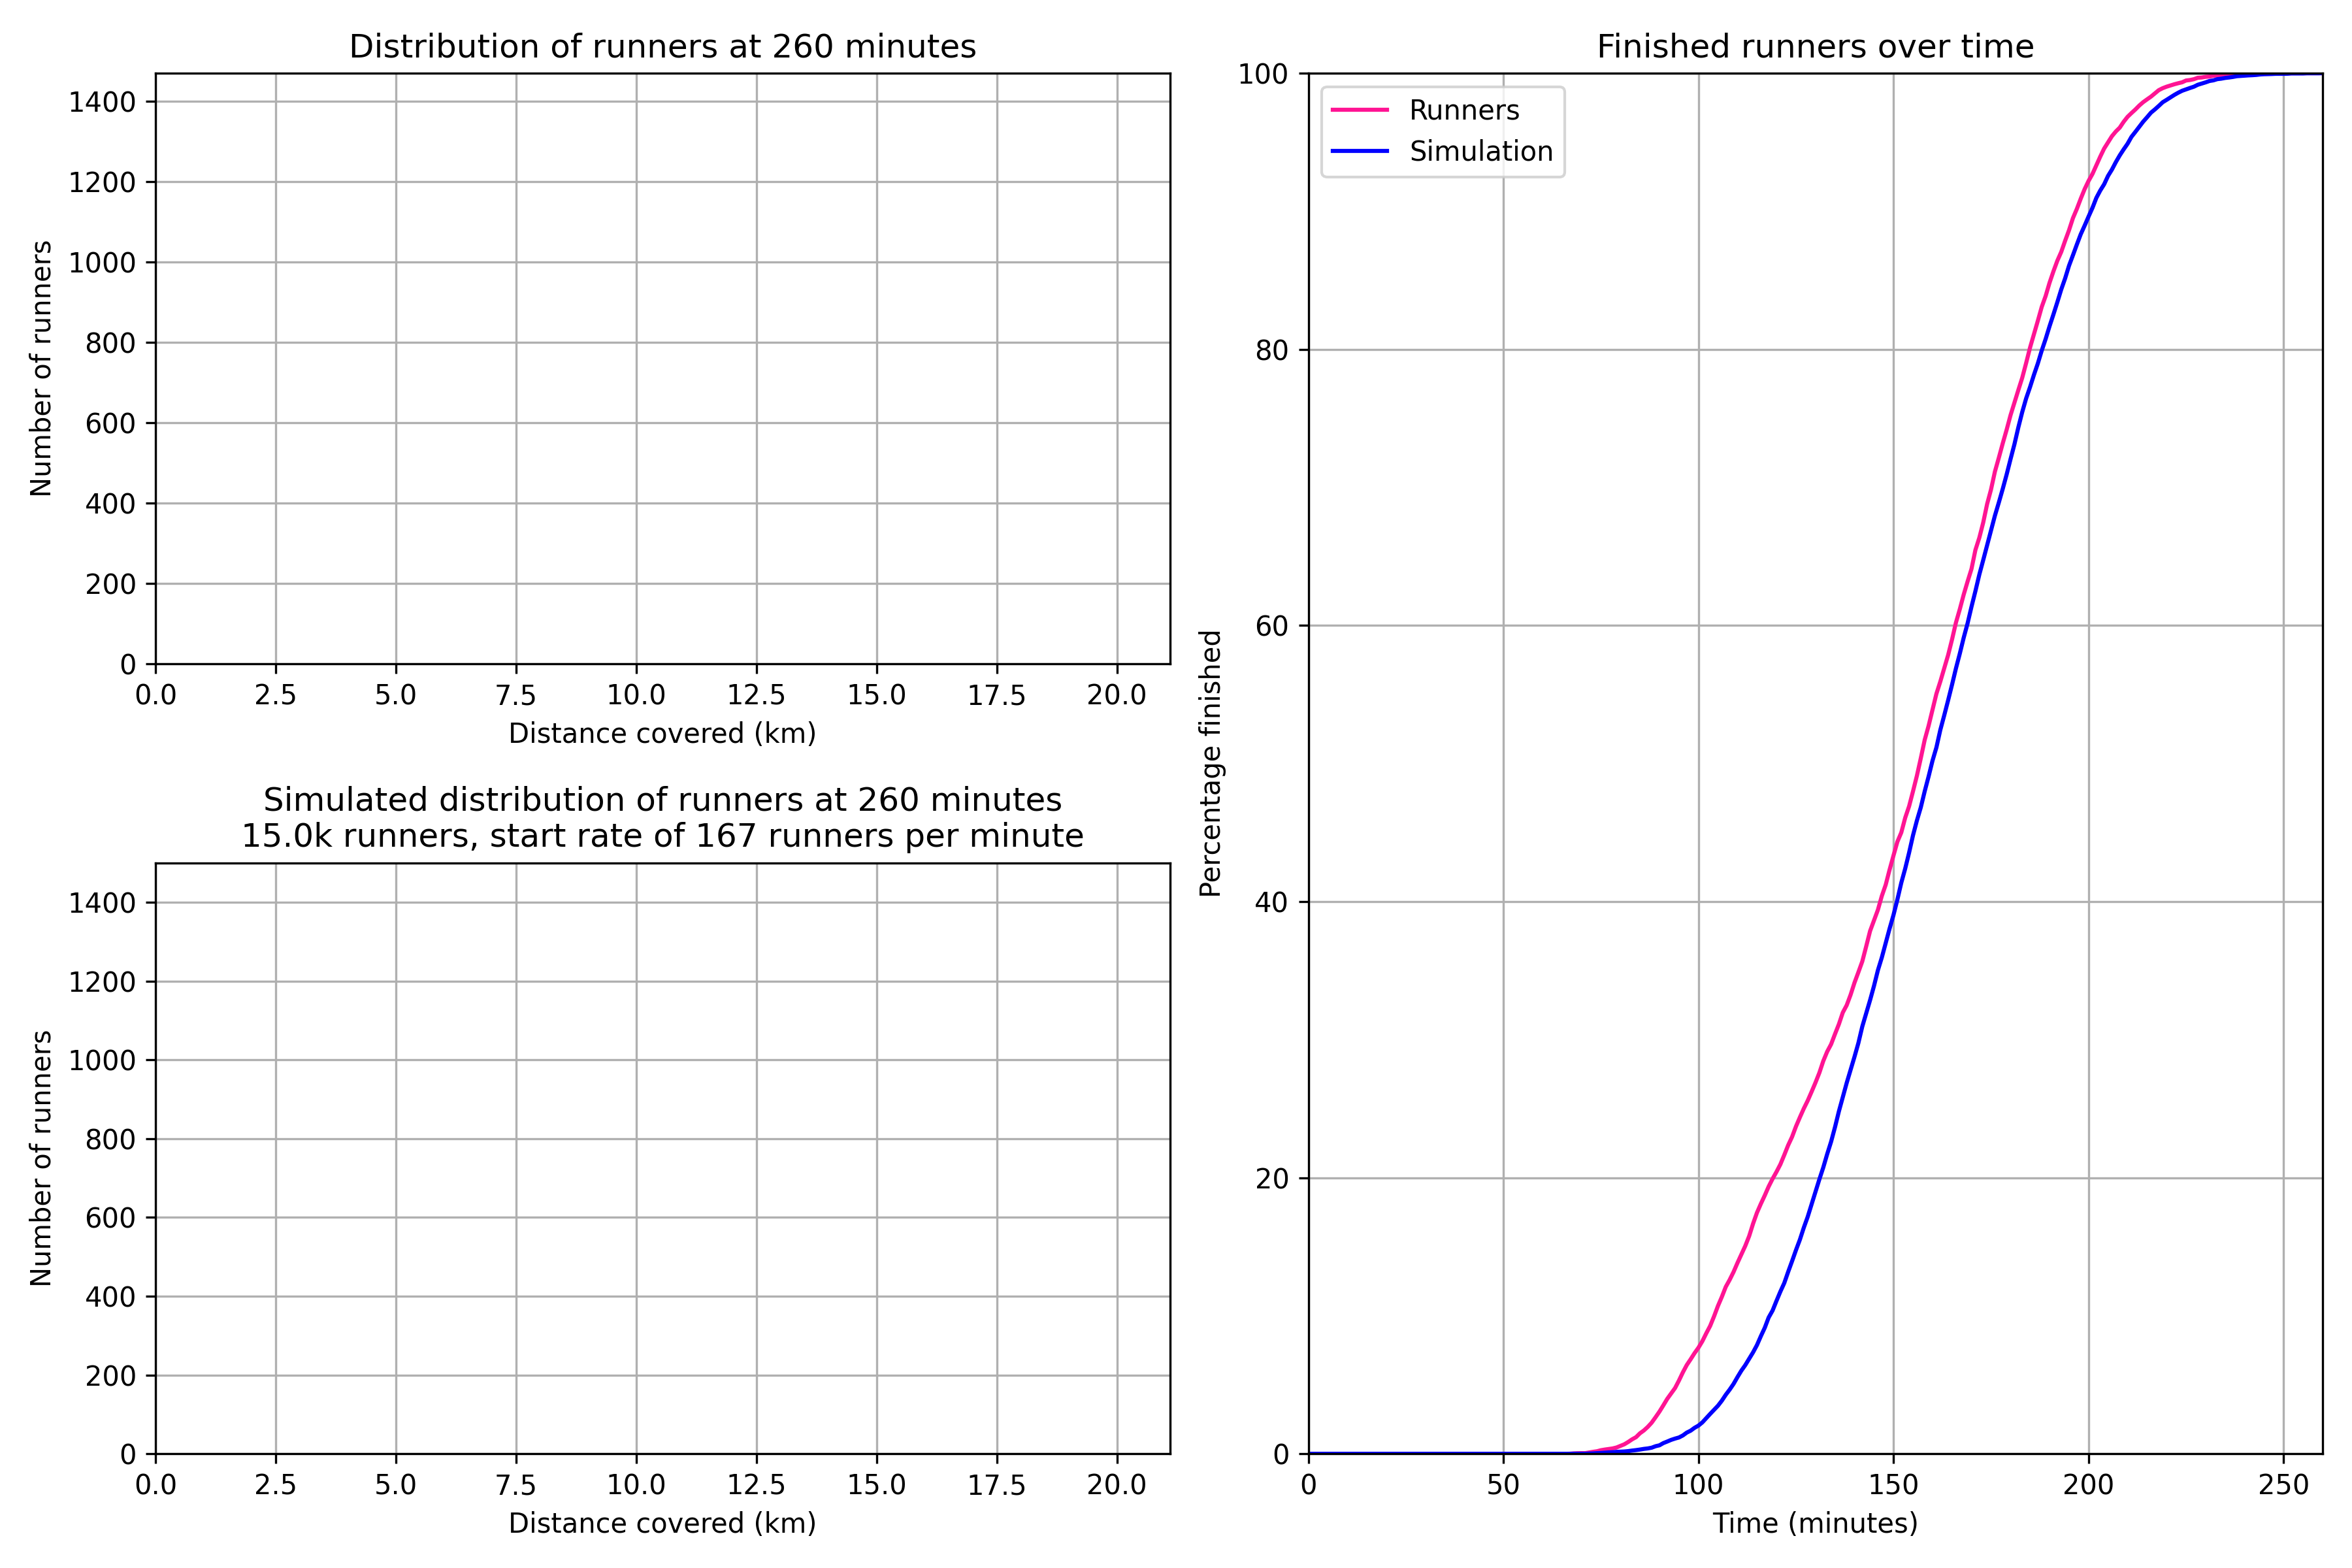 Distribution of runners at 260 minutes
Number of runners
1400
1200
1000
800
600
400
200
0
0.0 2.5 5.0 7.5 10.0 12.5 15.0 17.5 20.0
Distance covered (km)
Simulated distribution of runners at 260 minutes
15.0k runners, start rate of 167 runners per minute
Number of runners
1400
1200
1000
800
600
400
200
0
0.0 2.5 5.0 7.5 10.0 12.5 15.0 17.5 20.0
Distance covered (km)
Finished runners over time
Runners
Simulation
Percentage finished
100
80
60
40
20
0
0 50 100 150 200 250
Time (minutes)